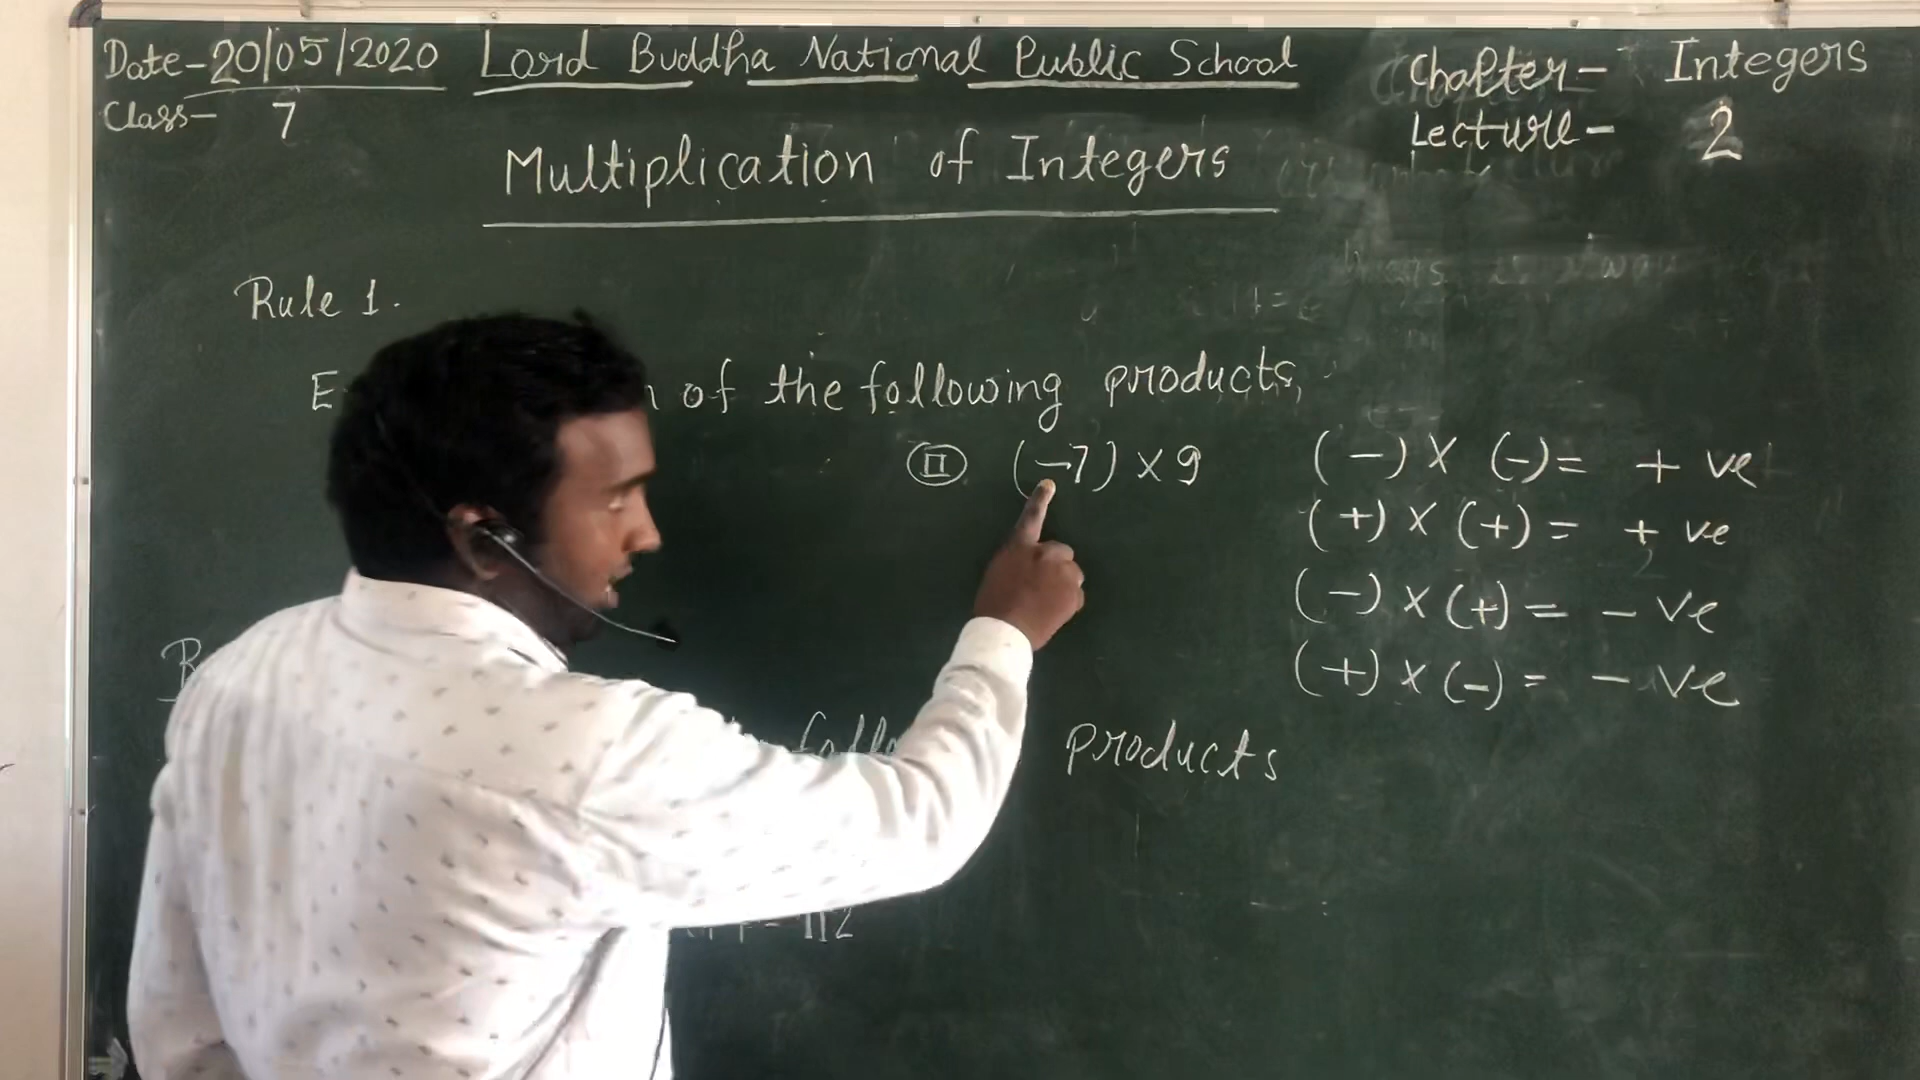 Date-20/05/2020 Lord Buddha National Public School Chapter- Integers
Class- 7 Lecture- 2
Multiplication of Integers
Rule 1.
of the following products,
II (-7) × 9
(-) × (-) = + ve
(+) × (+) = + ve
(-) × (+) = - ve
(+) × (-) = - ve
products
112